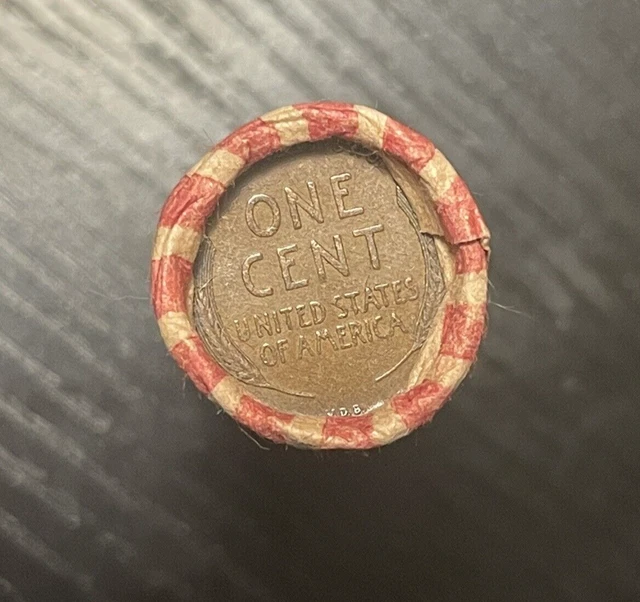 ONE
CENT
UNITED STATES
OF AMERICA
V.D.B.